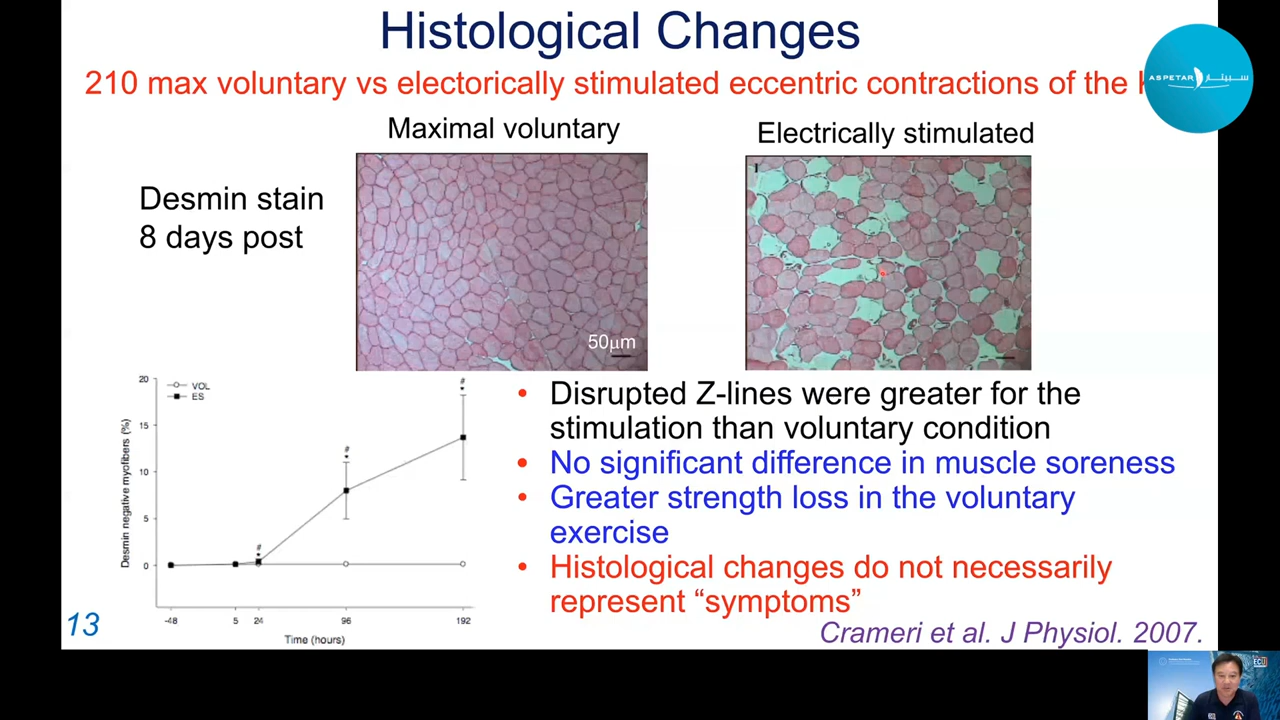 Histological Changes
210 max voluntary vs electorically stimulated eccentric contractions of the
ASPETAR سبيتار
Maximal voluntary
Electrically stimulated
Desmin stain
8 days post
50μm
20
15
10
5
0
VOL
ES
#
*
#
*
#
*
Desmin negative myofibers (%)
-48 5 24 96 192
Time (hours)
• Disrupted Z-lines were greater for the
stimulation than voluntary condition
• No significant difference in muscle soreness
• Greater strength loss in the voluntary
exercise
• Histological changes do not necessarily
represent “symptoms”
13
Crameri et al. J Physiol. 2007.
ECU